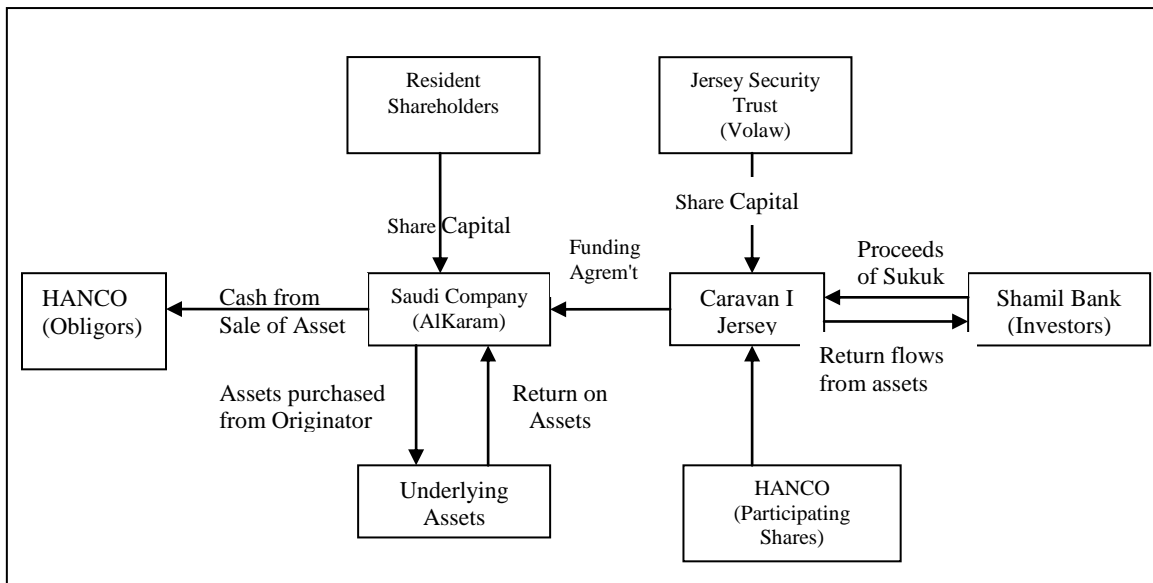 Resident
Shareholders
Jersey Security
Trust
(Volaw)
Share Capital
Share Capital
Funding
Agrem't
Proceeds
of Sukuk
HANCO
(Obligors)
Cash from
Sale of Asset
Saudi Company
(AlKaram)
Caravan I
Jersey
Shamil Bank
(Investors)
Return flows
from assets
Assets purchased
from Originator
Return on
Assets
Underlying
Assets
HANCO
(Participating
Shares)